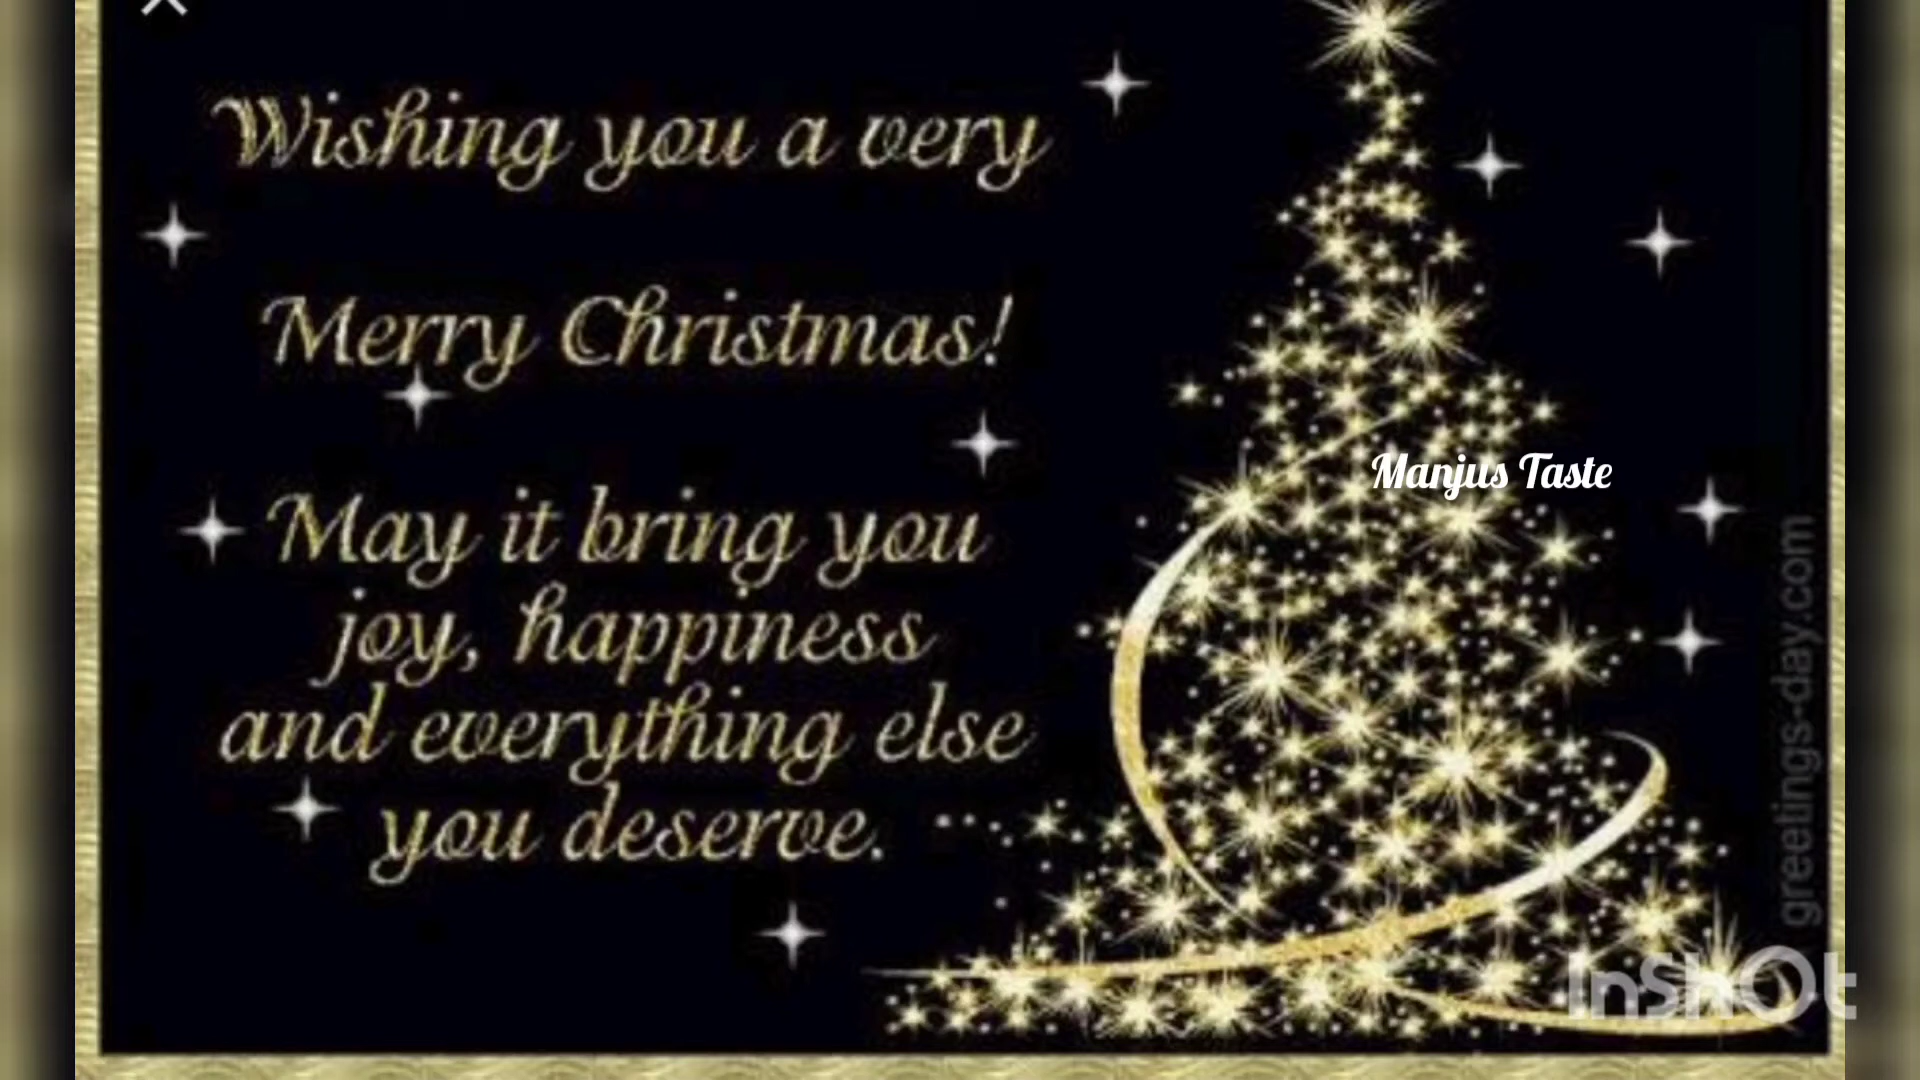 Wishing you a very
Merry Christmas!
May it bring you
joy, happiness
and everything else
you deserve.
Manjus Taste
greetings-day.com
InShOt